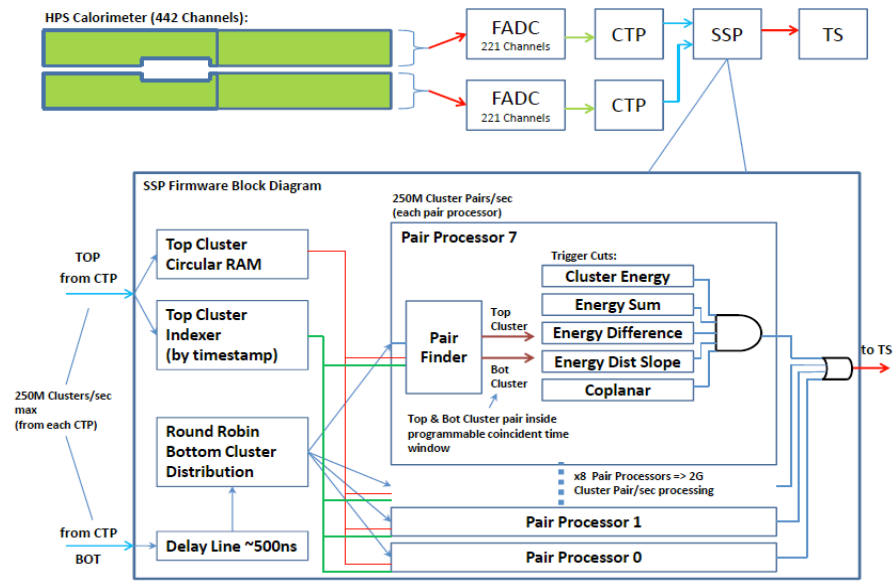 HPS Calorimeter (442 Channels):
FADC
221 Channels
CTP
SSP
TS
FADC
221 Channels
CTP
SSP Firmware Block Diagram
250M Cluster Pairs/sec
(each pair processor)
Pair Processor 7
TOP
from CTP
Top Cluster
Circular RAM
Top Cluster
Indexer
(by timestamp)
Trigger Cuts:
Cluster Energy
Energy Sum
Energy Difference
Energy Dist Slope
Coplanar
Pair
Finder
Top
Cluster
Bot
Cluster
to TS
250M Clusters/sec
max
(from each CTP)
Round Robin
Bottom Cluster
Distribution
Top & Bot Cluster pair inside
programmable coincident time
window
x8 Pair Processors => 2G
Cluster Pair/sec processing
from CTP
BOT
Delay Line ~500ns
Pair Processor 1
Pair Processor 0